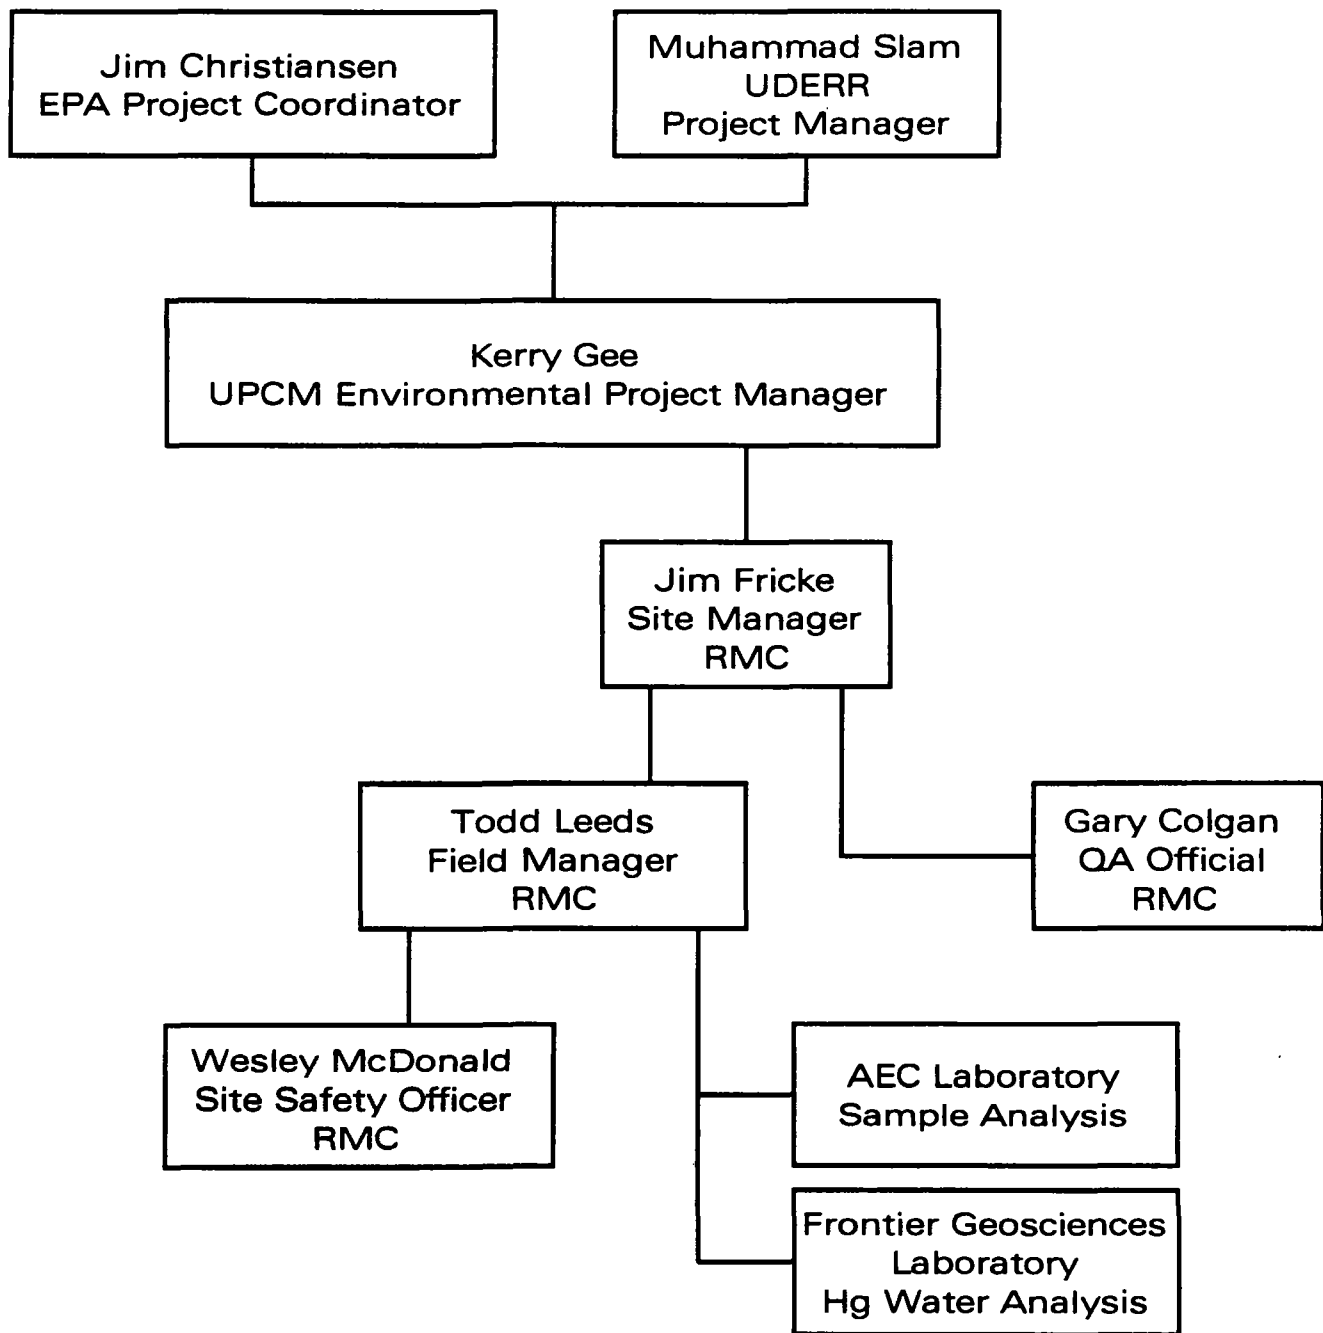 Jim Christiansen
EPA Project Coordinator
Muhammad Slam
UDERR
Project Manager
Kerry Gee
UPCM Environmental Project Manager
Jim Fricke
Site Manager
RMC
Todd Leeds
Field Manager
RMC
Gary Colgan
QA Official
RMC
Wesley McDonald
Site Safety Officer
RMC
AEC Laboratory
Sample Analysis
Frontier Geosciences
Laboratory
Hg Water Analysis